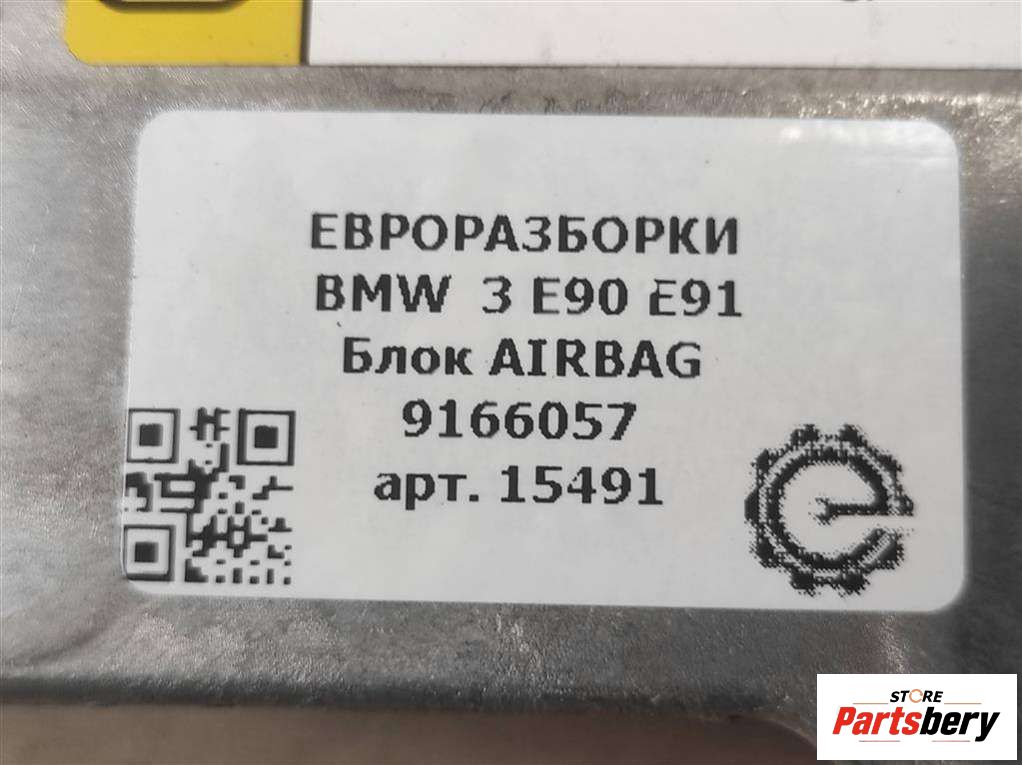 ЕВРОРАЗБОРКИ
BMW 3 E90 E91
Блок AIRBAG
9166057
арт. 15491
STORE
Partsbery